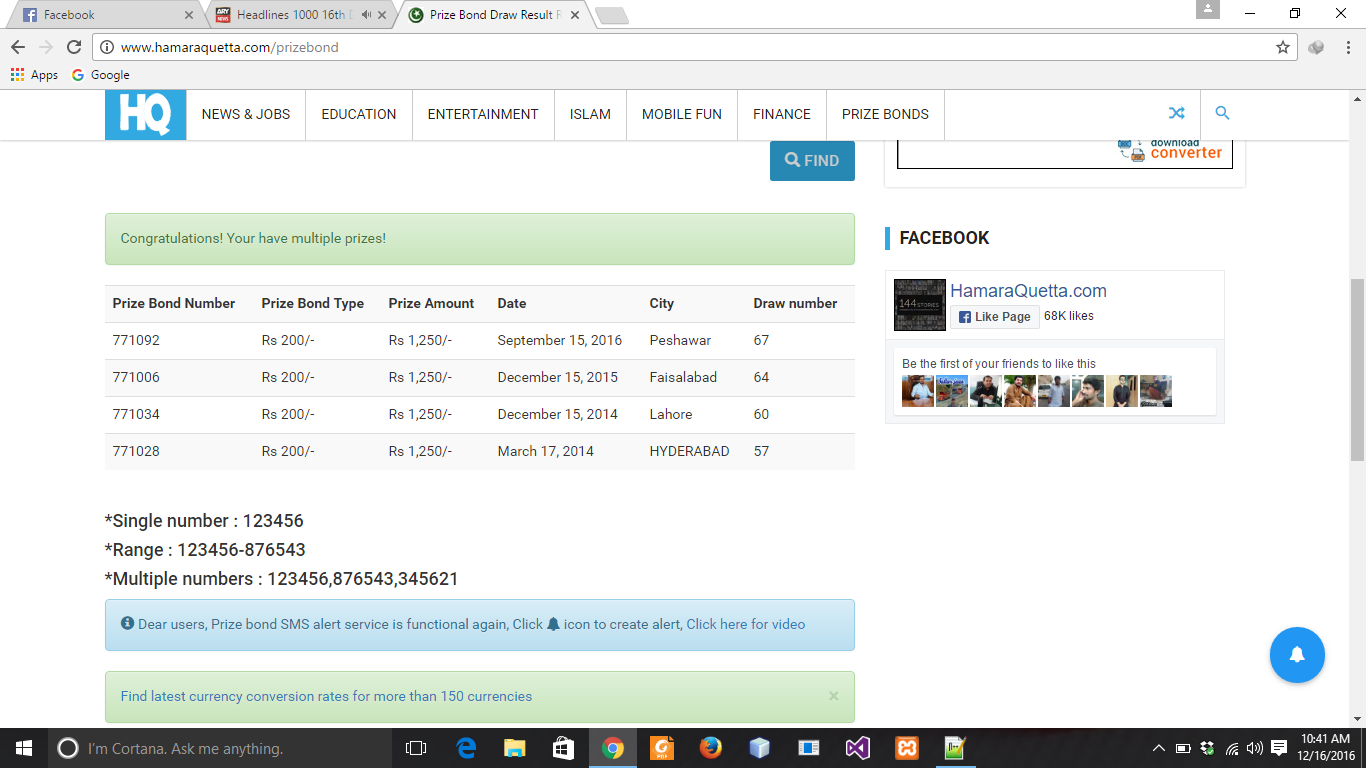 Facebook
Headlines 1000 16th
Prize Bond Draw Result
www.hamaraquetta.com/prizebond
Apps
Google
HQ
NEWS & JOBS
EDUCATION
ENTERTAINMENT
ISLAM
MOBILE FUN
FINANCE
PRIZE BONDS
download
converter
FIND
Congratulations! Your have multiple prizes!
Prize Bond Number Prize Bond Type Prize Amount Date City Draw number
771092 Rs 200/- Rs 1,250/- September 15, 2016 Peshawar 67
771006 Rs 200/- Rs 1,250/- December 15, 2015 Faisalabad 64
771034 Rs 200/- Rs 1,250/- December 15, 2014 Lahore 60
771028 Rs 200/- Rs 1,250/- March 17, 2014 HYDERABAD 57
*Single number : 123456
*Range : 123456-876543
*Multiple numbers : 123456,876543,345621
Dear users, Prize bond SMS alert service is functional again, Click icon to create alert, Click here for video
Find latest currency conversion rates for more than 150 currencies ×
FACEBOOK
144 STORIES
HamaraQuetta.com
Like Page 68K likes
Be the first of your friends to like this
I'm Cortana. Ask me anything.
10:41 AM
12/16/2016